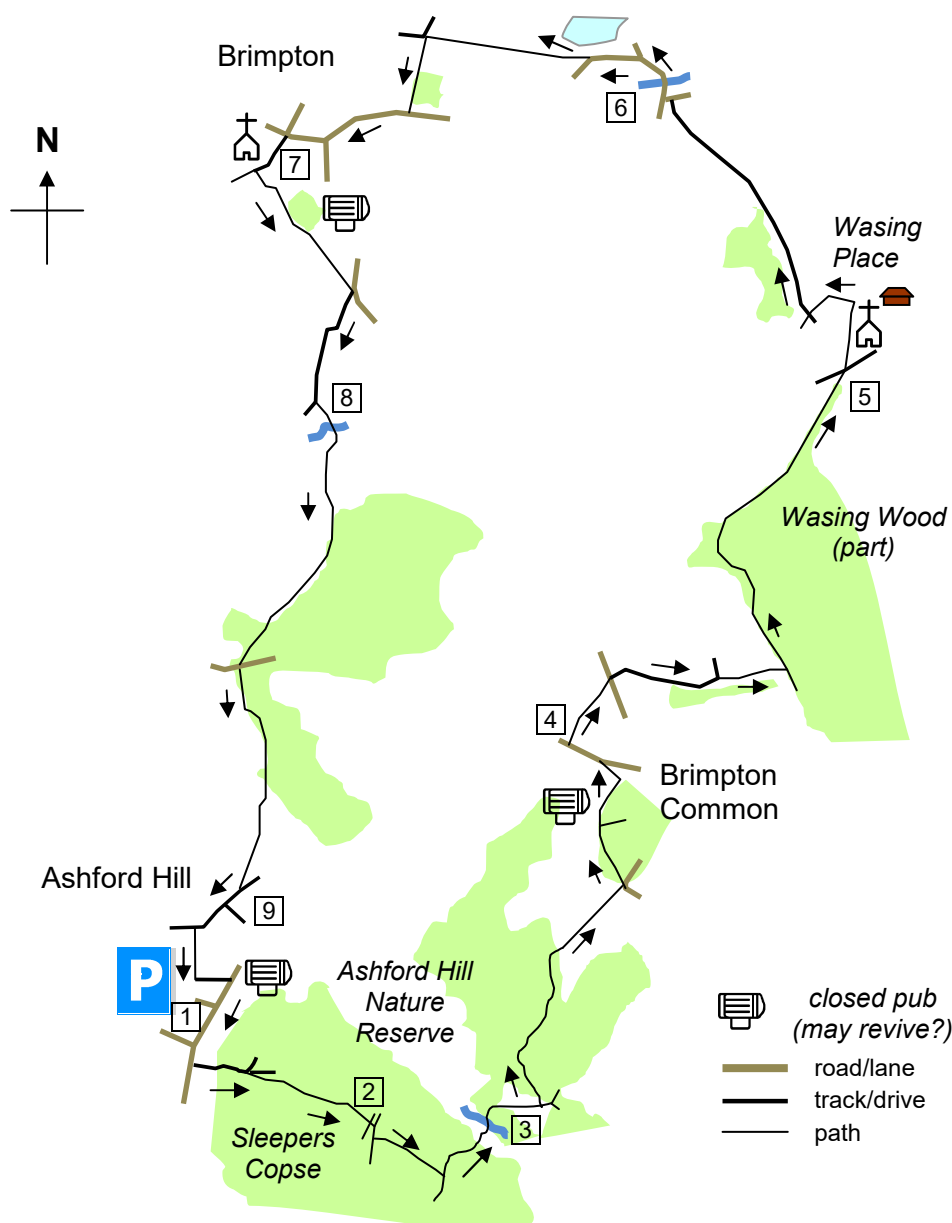 Brimpton
N
6
7
Wasing
Place
8
5
Wasing Wood
(part)
4
Brimpton
Common
Ashford Hill
9
P
Ashford Hill
Nature
Reserve
1
closed pub
(may revive?)
road/lane
track/drive
path
2
3
Sleepers
Copse